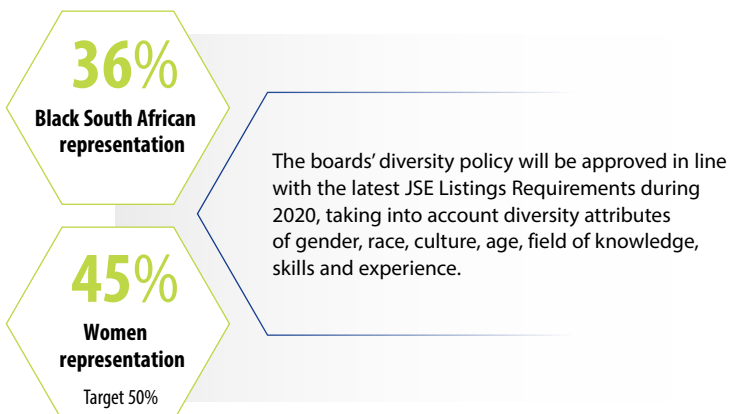 36%
Black South African
representation
The boards’ diversity policy will be approved in line
with the latest JSE Listings Requirements during
2020, taking into account diversity attributes
of gender, race, culture, age, field of knowledge,
skills and experience.
45%
Women
representation
Target 50%